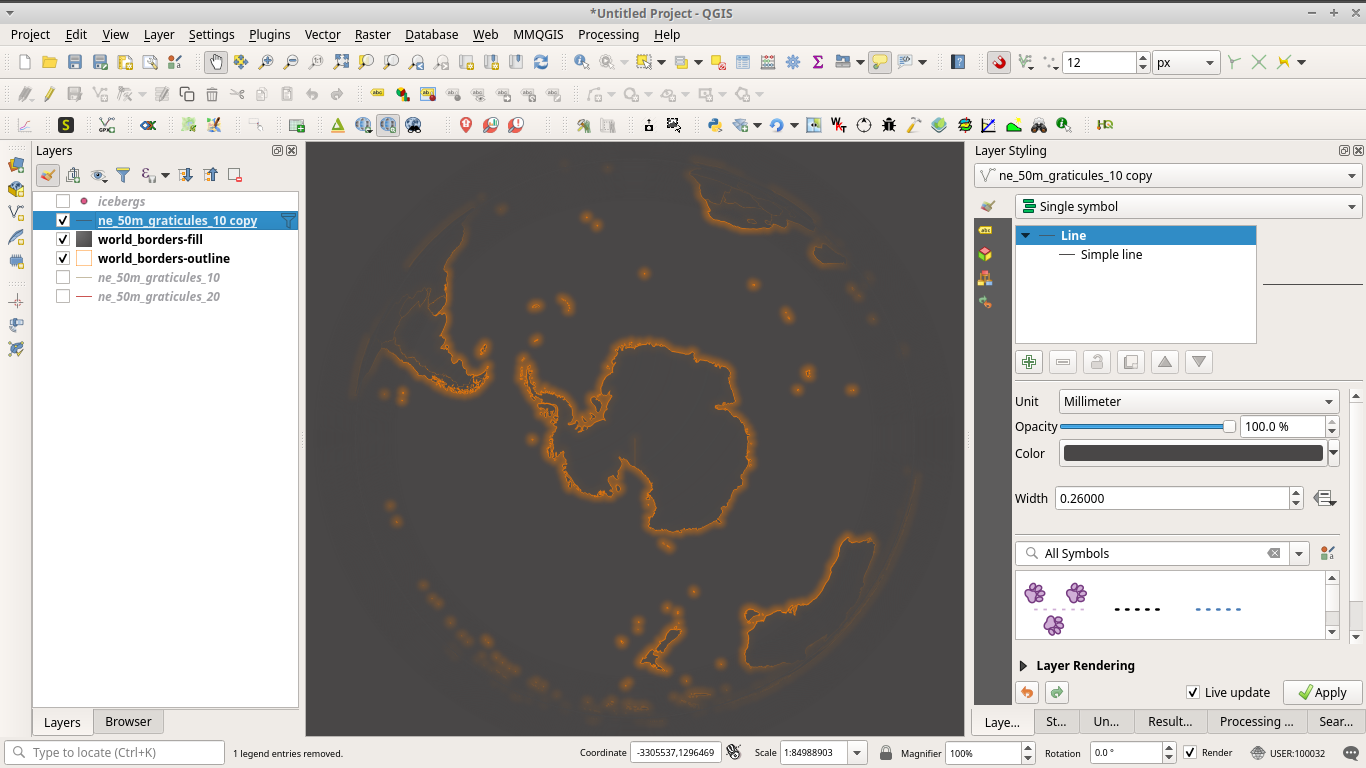 *Untitled Project - QGIS
Project Edit View Layer Settings Plugins Vector Raster Database Web MMQGIS Processing Help
12 px
Layers
icebergs
ne_50m_graticules_10 copy
world_borders-fill
world_borders-outline
ne_50m_graticules_10
ne_50m_graticules_20
Layers Browser
Layer Styling
ne_50m_graticules_10 copy
Single symbol
Line
Simple line
Unit Millimeter
Opacity 100.0 %
Color
Width 0.26000
All Symbols
Layer Rendering
Live update Apply
Laye... St... Un... Result... Processing ... Sear...
Type to locate (Ctrl+K) 1 legend entries removed. Coordinate -3305537,1296469 Scale 1:84988903 Magnifier 100% Rotation 0.0 ° Render USER:100032